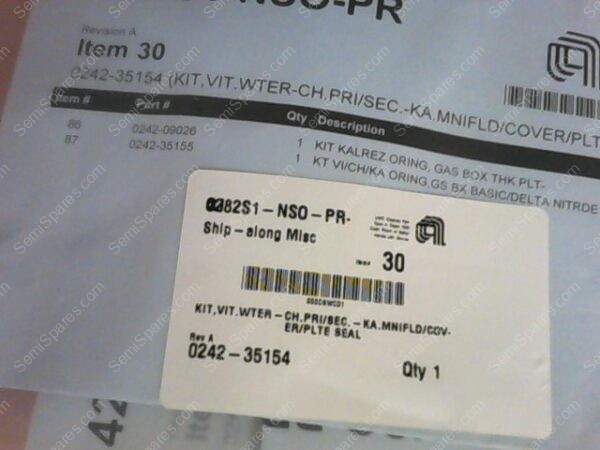 NSO-PR
Revision A
Item 30
0242-35154 (KIT,VIT.WTER-CH,PRI/SEC.-KA.MNIFLD/COVER/PLT
Item # Part # Qty Description
86 0242-09026 1 KIT KALREZ ORING, GAS BOX THK PLT-
87 0242-35155 1 KT VI/CH/KA ORING,GS BX BASIC/DELTA NITRDE
0382S1-NSO-PR-
Ship-along Misc
Item# 30
KIT,VIT.WTER-CH.PRI/SEC.-KA.MNIFLD/COV-
ER/PLTE SEAL
Rev A
0242-35154 Qty 1
42
SemiSpares.com